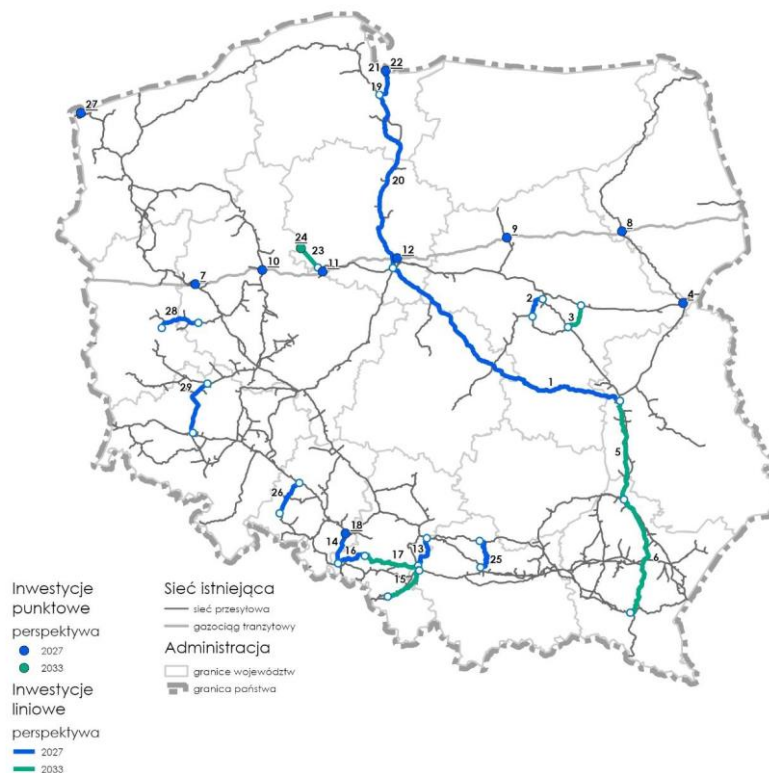 22
21
19
27
20
8
9
24
23
12
10
11
7
4
2
28
3
1
29
5
26
18
14
13
17
16
25
6
15
Inwestycje
punktowe
perspektywa
2027
2033
Inwestycje
liniowe
perspektywa
2027
2033
Sieć istniejąca
sieć przesyłowa
gazociąg tranzytowy
Administracja
granice województw
granica państwa